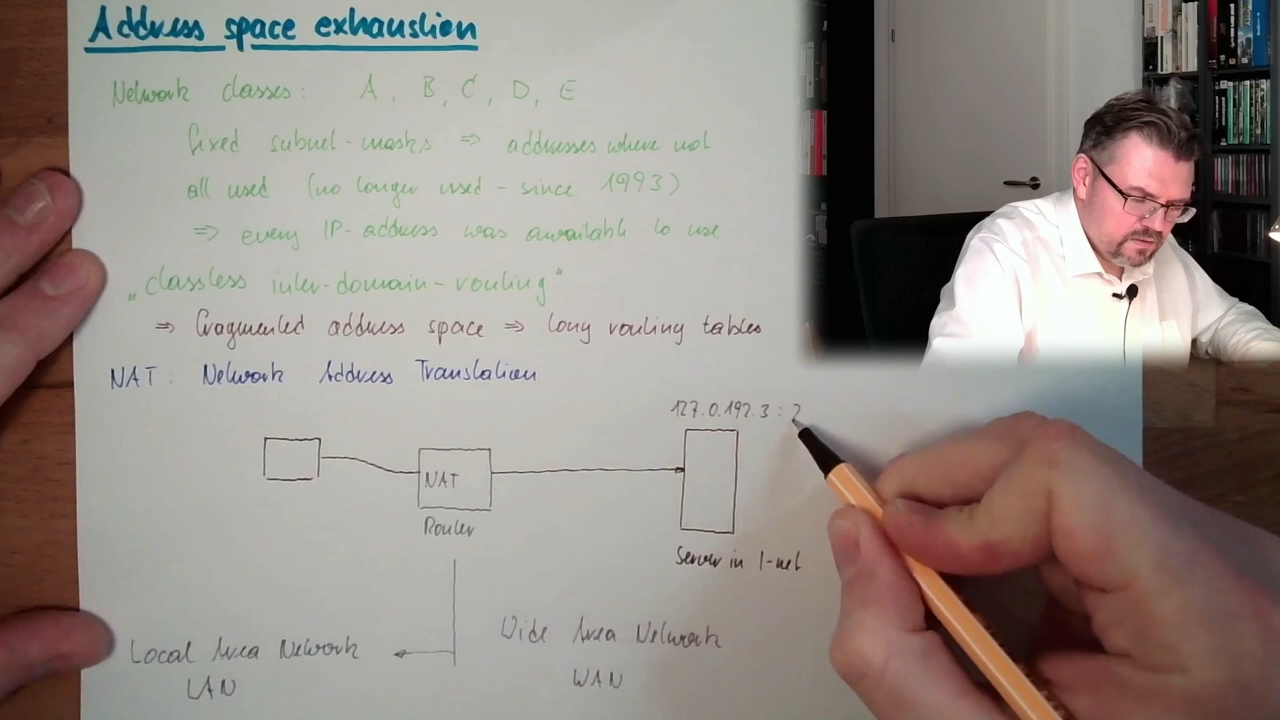 Address space exhaustion
Network classes: A, B, C, D, E
fixed subnet-masks ⇒ addresses where not
all used (no longer used - since 1993)
⇒ every IP-address was available to use
„classless inter-domain-routing"
⇒ fragmented address space ⇒ long routing tables
NAT: Network Address Translation
127.0.192.3 : 2
NAT
Router
Server in I-net
Local Area Network
LAN
Wide Area Network
WAN